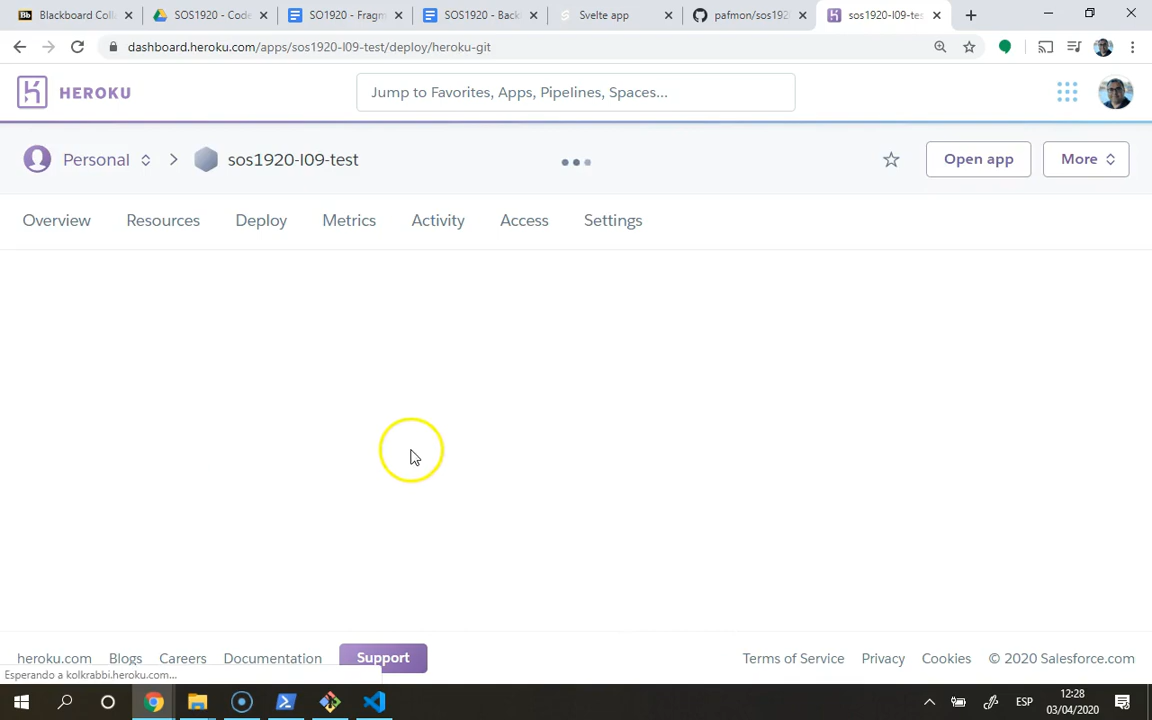 Bb Blackboard Colla
SOS1920 - Code
SO1920 - Fragm
SOS1920 - Back
Svelte app
pafmon/sos192
sos1920-l09-tes
dashboard.heroku.com/apps/sos1920-l09-test/deploy/heroku-git
HEROKU
Jump to Favorites, Apps, Pipelines, Spaces...
Personal
sos1920-l09-test
Open app
More
Overview
Resources
Deploy
Metrics
Activity
Access
Settings
heroku.com
Blogs
Careers
Documentation
Support
Terms of Service
Privacy
Cookies
© 2020 Salesforce.com
Esperando a kolkrabbi.heroku.com...
ESP
12:28
03/04/2020